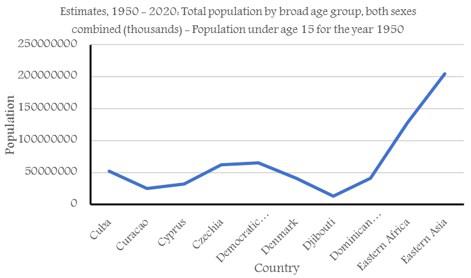 Estimates, 1950 - 2020: Total population by broad age group, both sexes
combined (thousands) - Population under age 15 for the year 1950
250000000
200000000
150000000
100000000
50000000
0
Population
Cuba
Curacao
Cyprus
Czechia
Democratic...
Denmark
Djibouti
Dominican...
Eastern Africa
Eastern Asia
Country